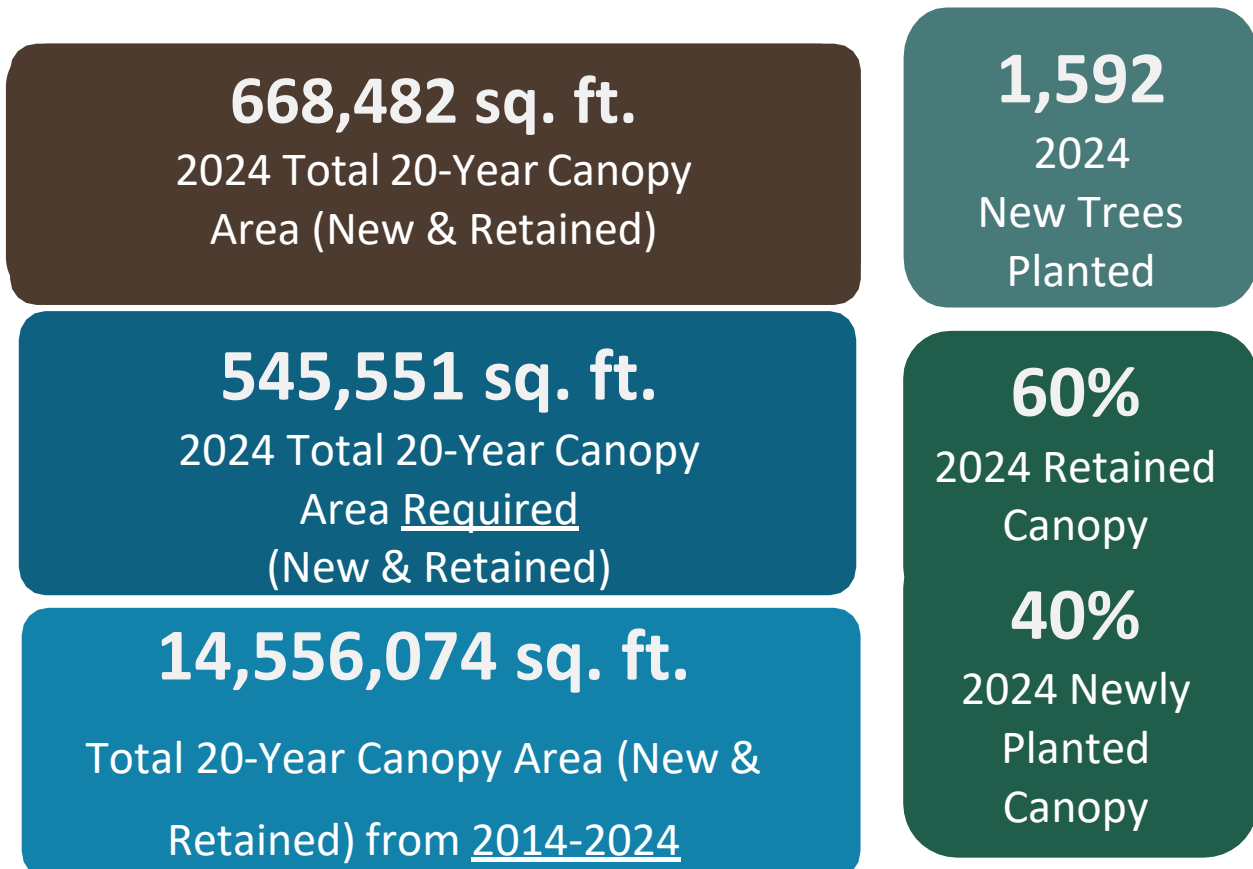 668,482 sq. ft.
2024 Total 20-Year Canopy
Area (New & Retained)
545,551 sq. ft.
2024 Total 20-Year Canopy
Area Required
(New & Retained)
14,556,074 sq. ft.
Total 20-Year Canopy Area (New &
Retained) from 2014-2024
1,592
2024
New Trees
Planted
60%
2024 Retained
Canopy
40%
2024 Newly
Planted
Canopy